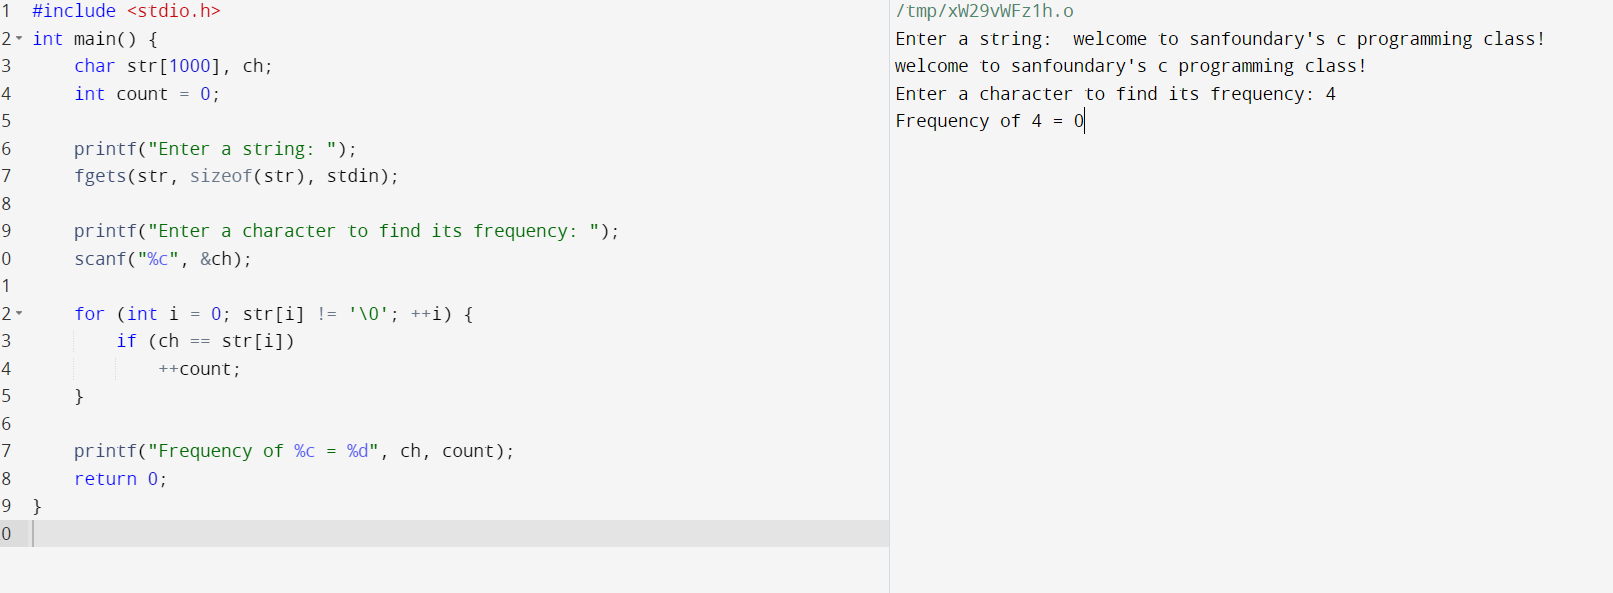 1 #include <stdio.h>
2 int main() {
3 char str[1000], ch;
4 int count = 0;
5
6 printf("Enter a string: ");
7 fgets(str, sizeof(str), stdin);
8
9 printf("Enter a character to find its frequency: ");
0 scanf("%c", &ch);
1
2 for (int i = 0; str[i] != '\0'; ++i) {
3 if (ch == str[i])
4 ++count;
5 }
6
7 printf("Frequency of %c = %d", ch, count);
8 return 0;
9 }
0
/tmp/xW29vWFz1h.o
Enter a string:  welcome to sanfoundary's c programming class!
welcome to sanfoundary's c programming class!
Enter a character to find its frequency: 4
Frequency of 4 = 0